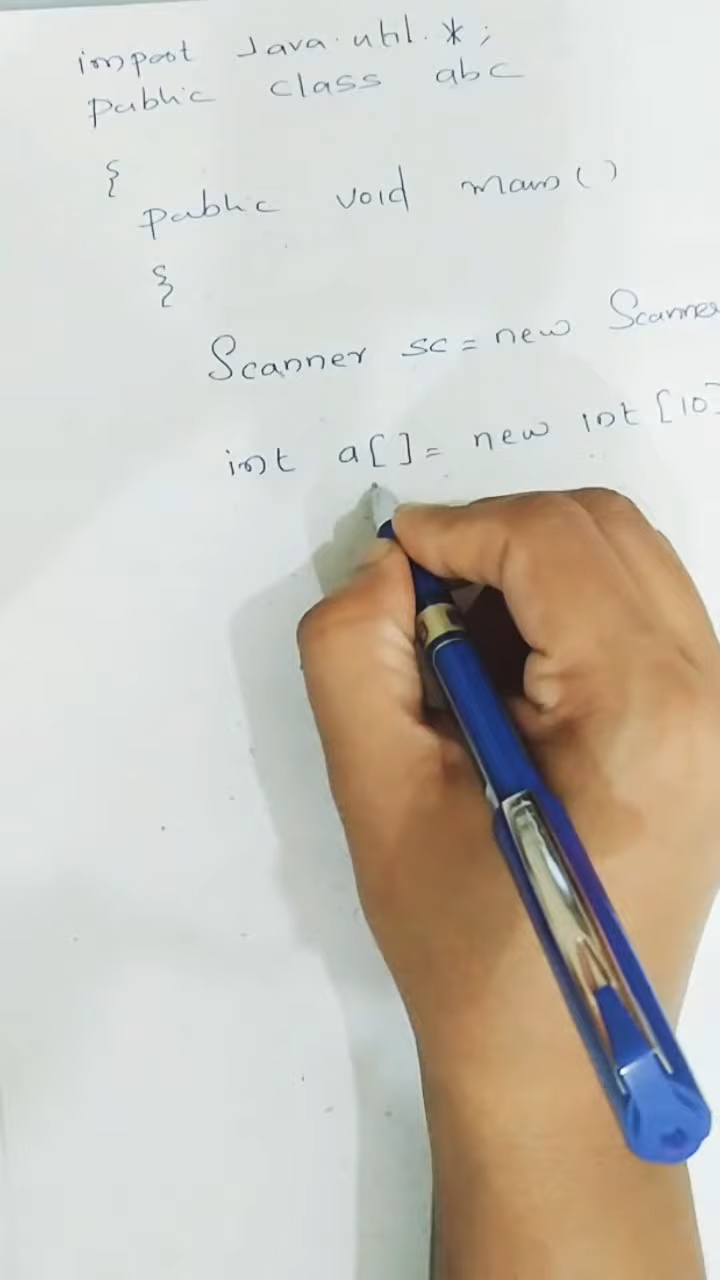 import Java.util.*;
public class abc
{
public void main()
{
Scanner sc = new Scanner
int a[] = new int [10]